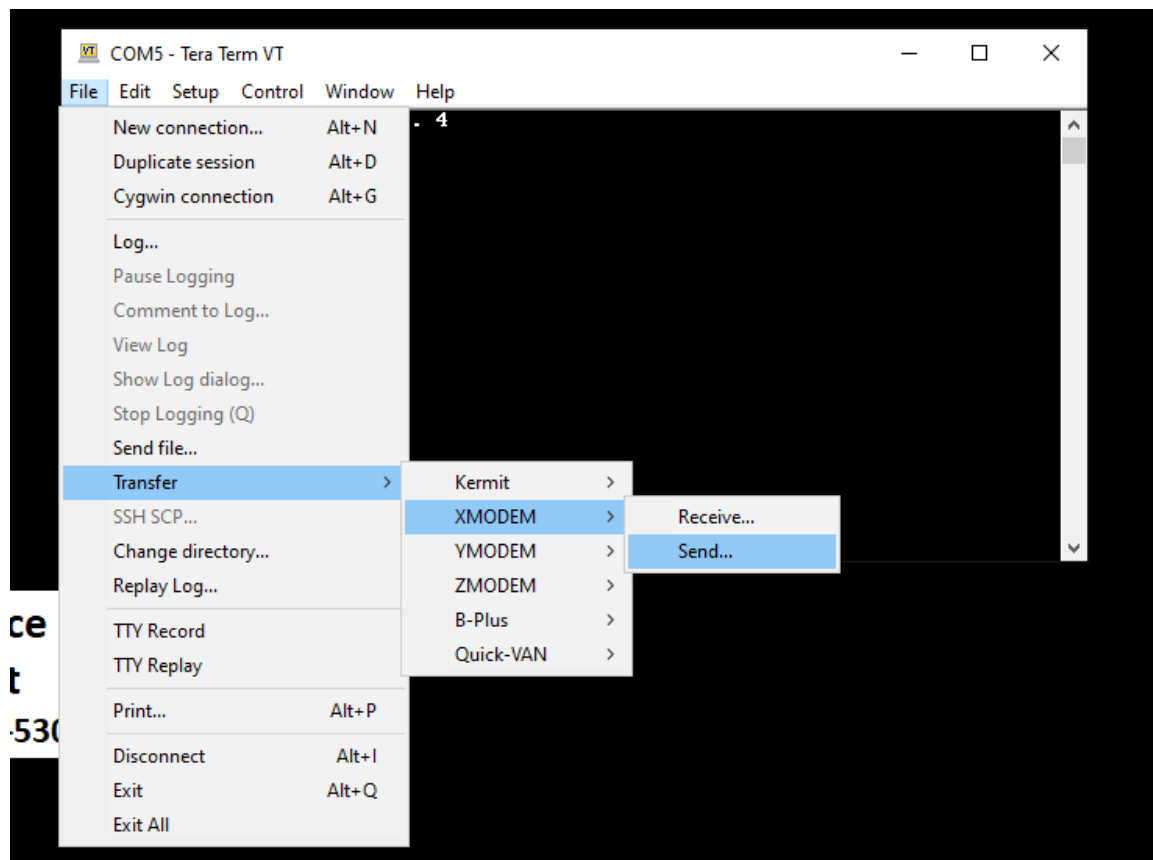 COM5 - Tera Term VT
File Edit Setup Control Window Help
. 4
New connection... Alt+N
Duplicate session Alt+D
Cygwin connection Alt+G
Log...
Pause Logging
Comment to Log...
View Log
Show Log dialog...
Stop Logging (Q)
Send file...
Transfer >
SSH SCP...
Change directory...
Replay Log...
TTY Record
TTY Replay
Print... Alt+P
Disconnect Alt+I
Exit Alt+Q
Exit All
Kermit >
XMODEM >
YMODEM >
ZMODEM >
B-Plus >
Quick-VAN >
Receive...
Send...
ce
t
-530